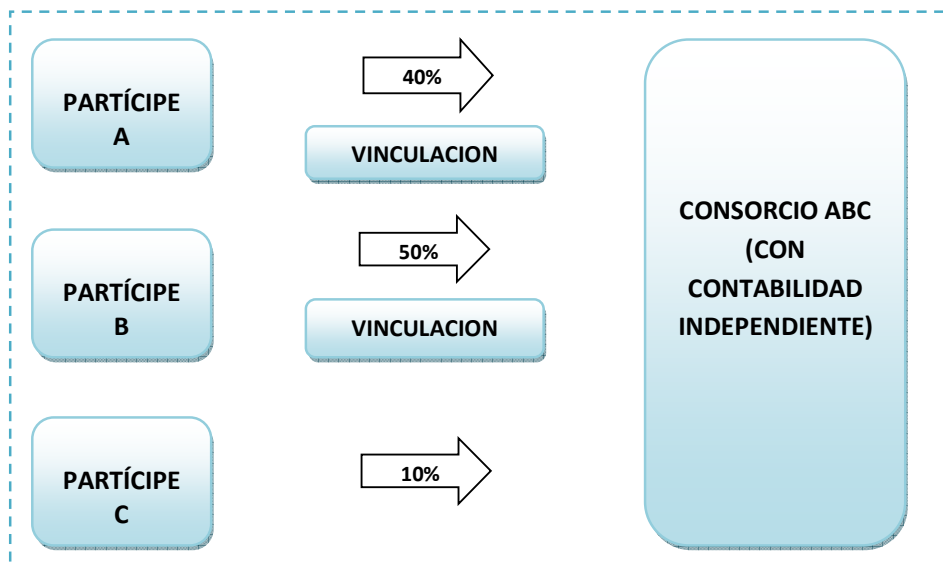 PARTÍCIPE
A
40%
VINCULACION
PARTÍCIPE
B
50%
VINCULACION
PARTÍCIPE
C
10%
CONSORCIO ABC
(CON
CONTABILIDAD
INDEPENDIENTE)